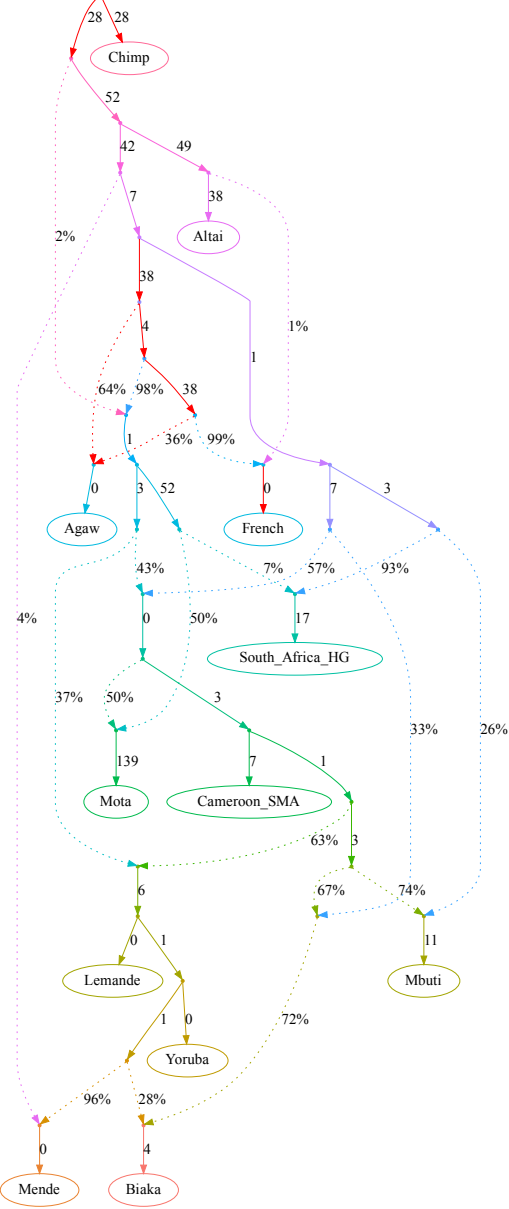 28 28
Chimp
52
42 49
7 38
2% Altai
38
1%
4
1
64% 98% 38
1 36% 99%
0 3 52 0 7 3
Agaw French
43% 7% 57% 93%
4% 0 50% 17
South_Africa_HG
37% 50% 3 33% 26%
139 7 1
Mota Cameroon_SMA
63% 3
6 67% 74%
0 1 11
Lemande Mbuti
1 0 72%
Yoruba
96% 28%
0 4
Mende Biaka